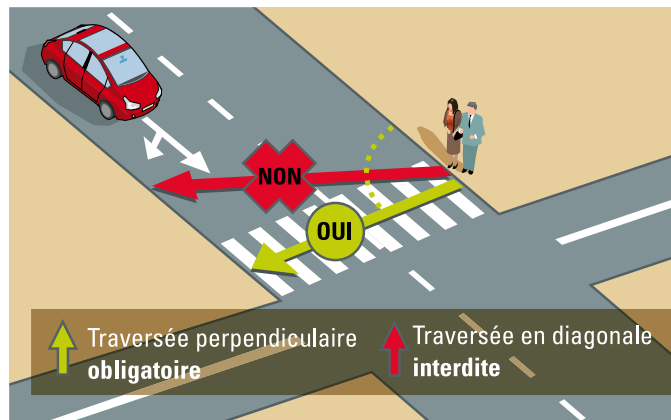 NON
OUI
Traversée perpendiculaire
obligatoire
Traversée en diagonale
interdite